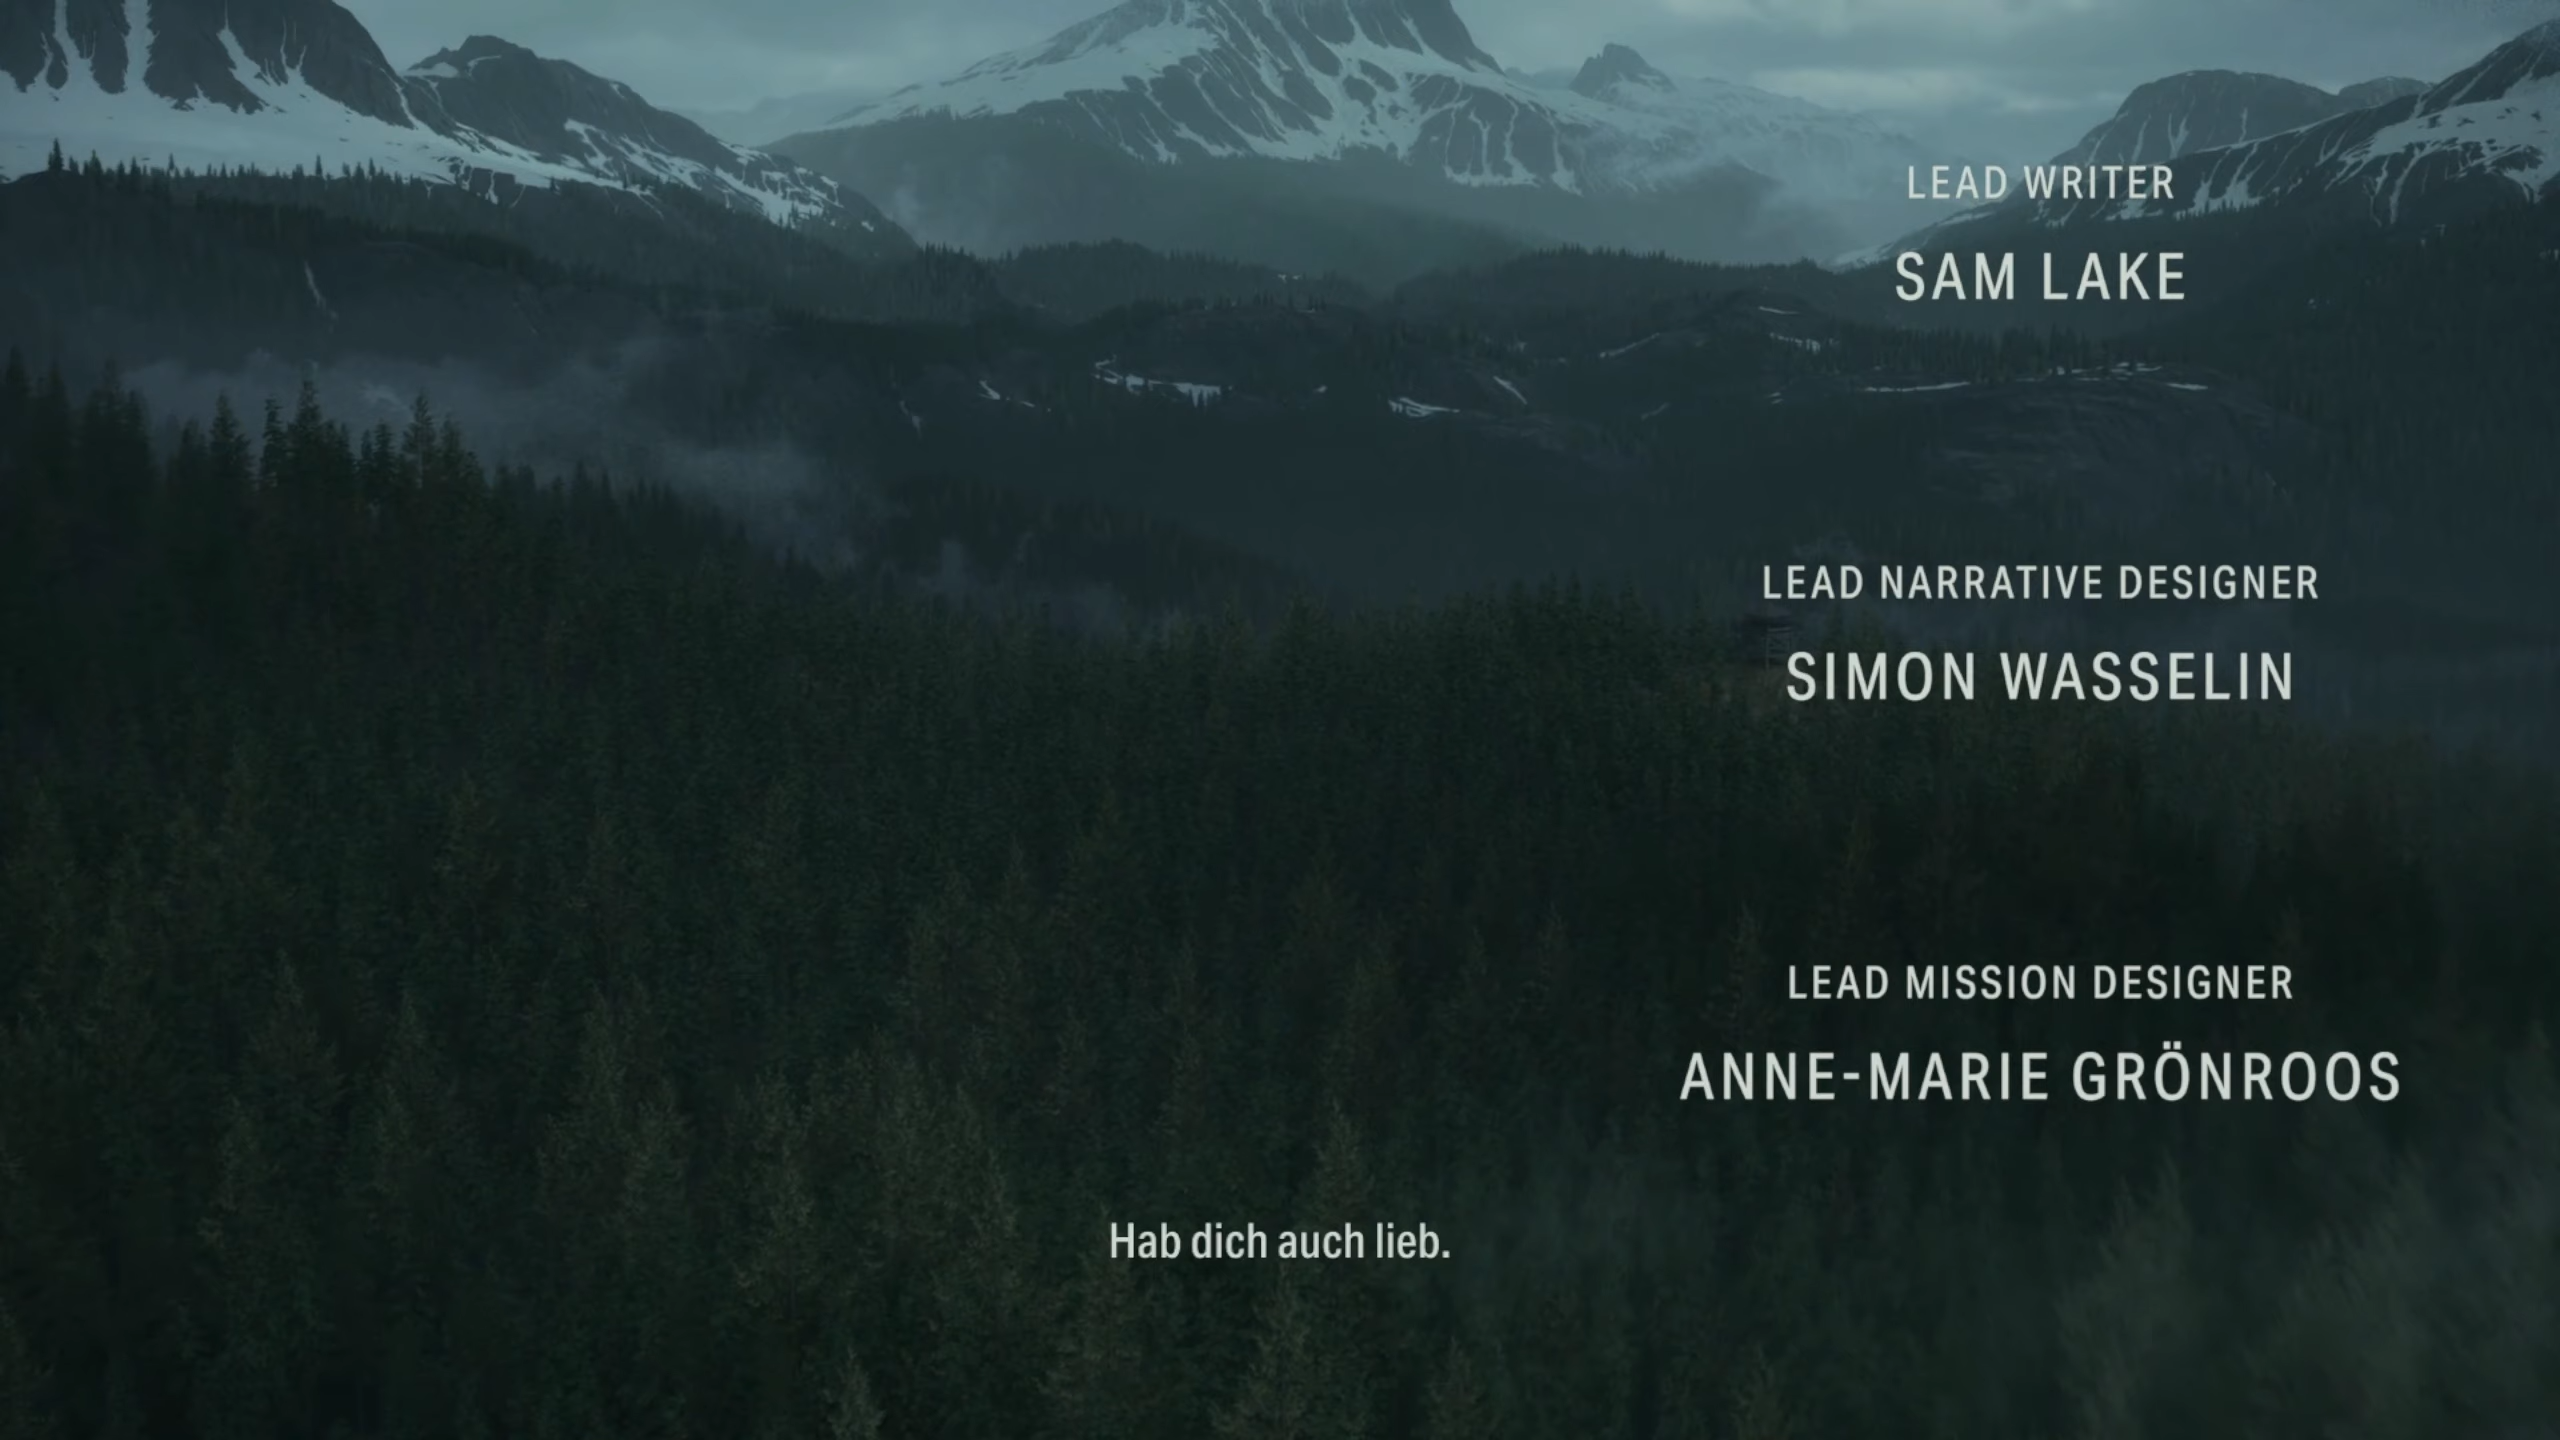 LEAD WRITER
SAM LAKE
LEAD NARRATIVE DESIGNER
SIMON WASSELIN
LEAD MISSION DESIGNER
ANNE-MARIE GRÖNROOS
Hab dich auch lieb.